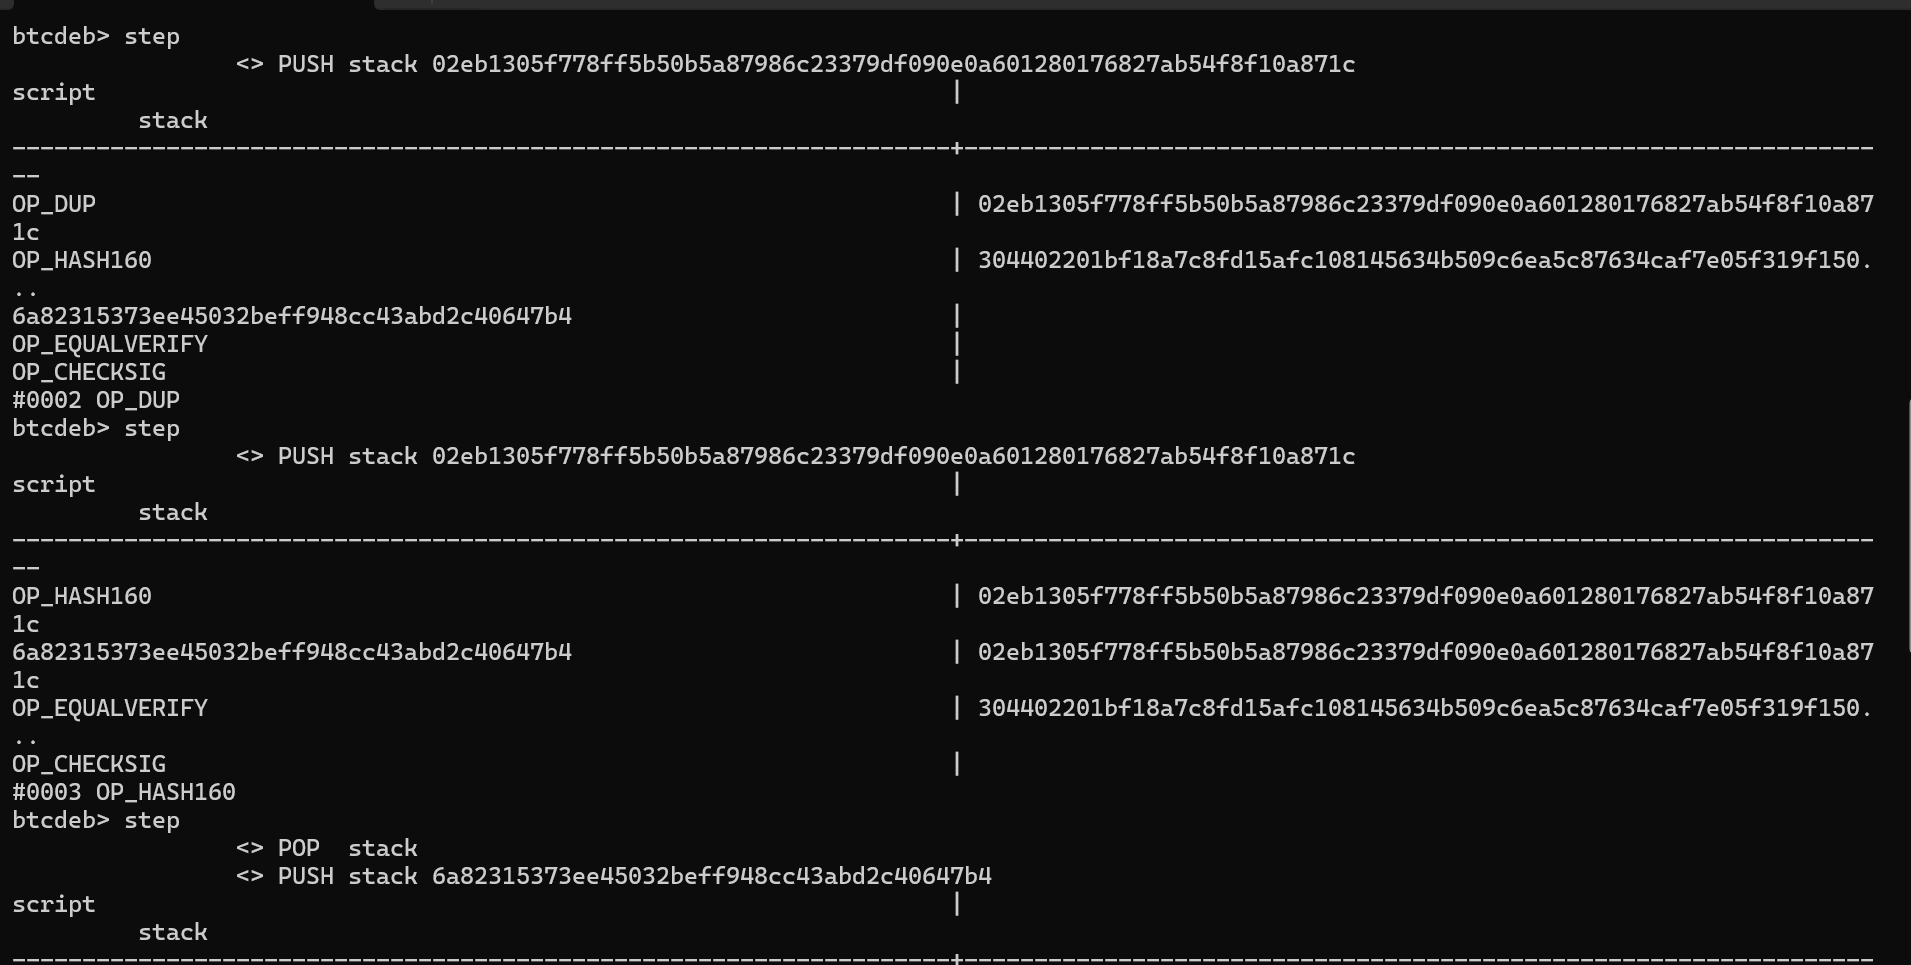 btcdeb> step
                <> PUSH stack 02eb1305f778ff5b50b5a87986c23379df090e0a601280176827ab54f8f10a871c
script                                                             |
         stack
-------------------------------------------------------------------+-----------------------------------------------------------------
--
OP_DUP                                                             | 02eb1305f778ff5b50b5a87986c23379df090e0a601280176827ab54f8f10a87
1c
OP_HASH160                                                         | 304402201bf18a7c8fd15afc108145634b509c6ea5c87634caf7e05f319f150.
..
6a82315373ee45032beff948cc43abd2c40647b4                           |
OP_EQUALVERIFY                                                     |
OP_CHECKSIG                                                        |
#0002 OP_DUP
btcdeb> step
                <> PUSH stack 02eb1305f778ff5b50b5a87986c23379df090e0a601280176827ab54f8f10a871c
script                                                             |
         stack
-------------------------------------------------------------------+-----------------------------------------------------------------
--
OP_HASH160                                                         | 02eb1305f778ff5b50b5a87986c23379df090e0a601280176827ab54f8f10a87
1c
6a82315373ee45032beff948cc43abd2c40647b4                           | 02eb1305f778ff5b50b5a87986c23379df090e0a601280176827ab54f8f10a87
1c
OP_EQUALVERIFY                                                     | 304402201bf18a7c8fd15afc108145634b509c6ea5c87634caf7e05f319f150.
..
OP_CHECKSIG                                                        |
#0003 OP_HASH160
btcdeb> step
                <> POP  stack
                <> PUSH stack 6a82315373ee45032beff948cc43abd2c40647b4
script                                                             |
         stack
-------------------------------------------------------------------+-----------------------------------------------------------------